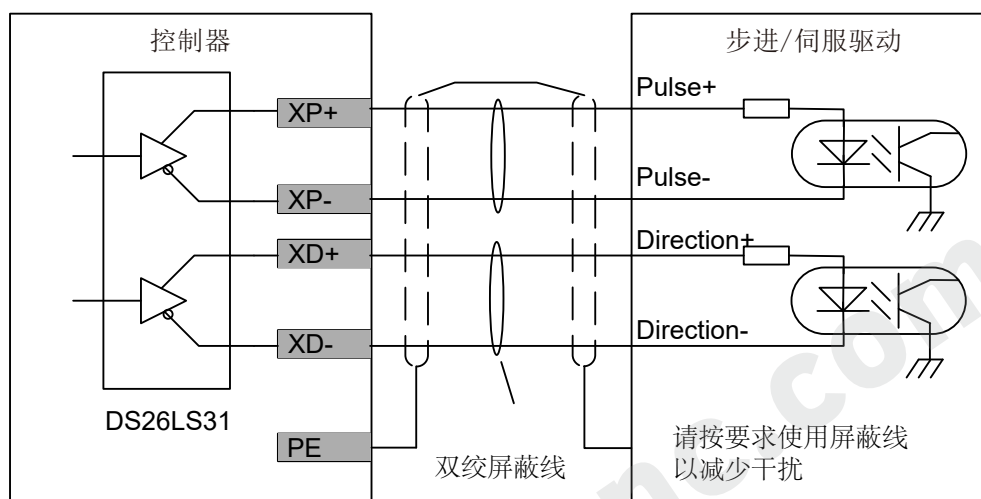 控制器
步进/伺服驱动
XP+
Pulse+
XP-
Pulse-
XD+
Direction+
XD-
Direction-
DS26LS31
PE
双绞屏蔽线
请按要求使用屏蔽线
以减少干扰
nc.com